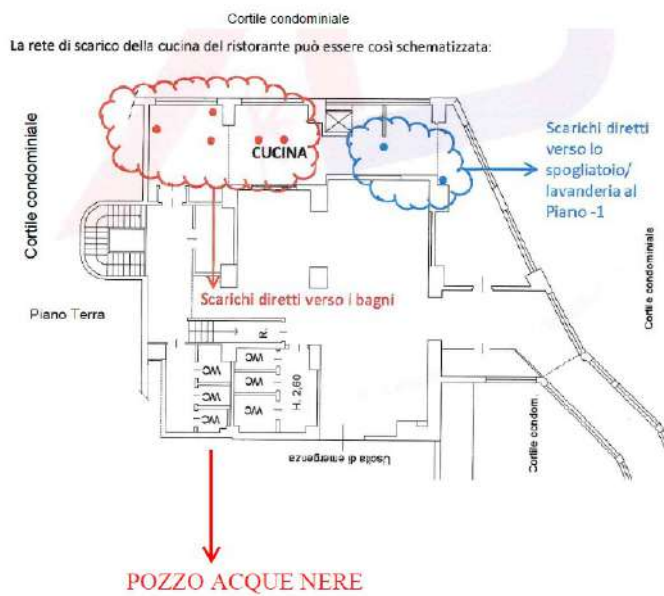 Cortile condominiale
La rete di scarico della cucina del ristorante può essere così schematizzata:
Cortile condominiale
CUCINA
Scarichi diretti
verso lo
spogliatoio/
lavanderia al
Piano -1
Cortile condominiale
Piano Terra
Scarichi diretti verso i bagni
R.
WC
WC
WC
WC
WC
WC
H. 2,60
Uscita di emergenza
Cortile condom.
POZZO ACQUE NERE